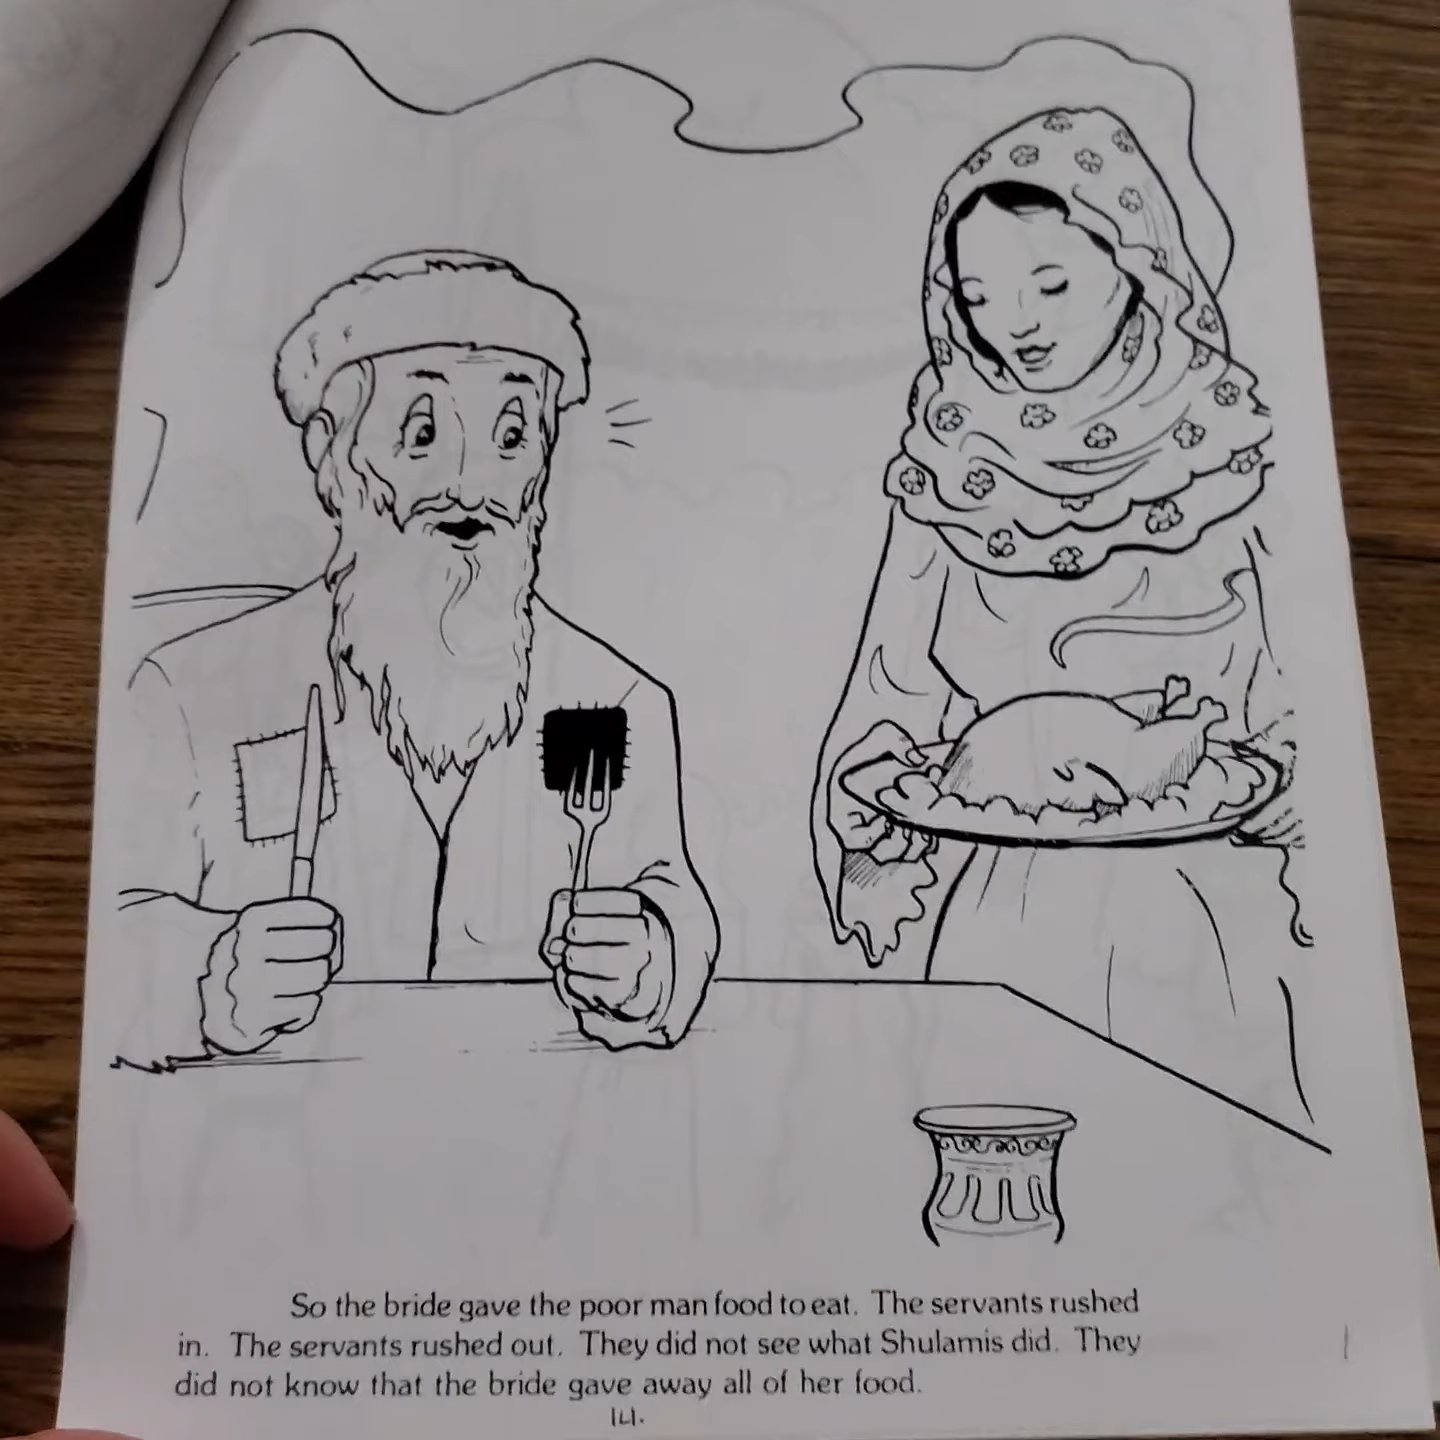 So the bride gave the poor man food to eat. The servants rushed
in. The servants rushed out. They did not see what Shulamis did. They
did not know that the bride gave away all of her food.
14.